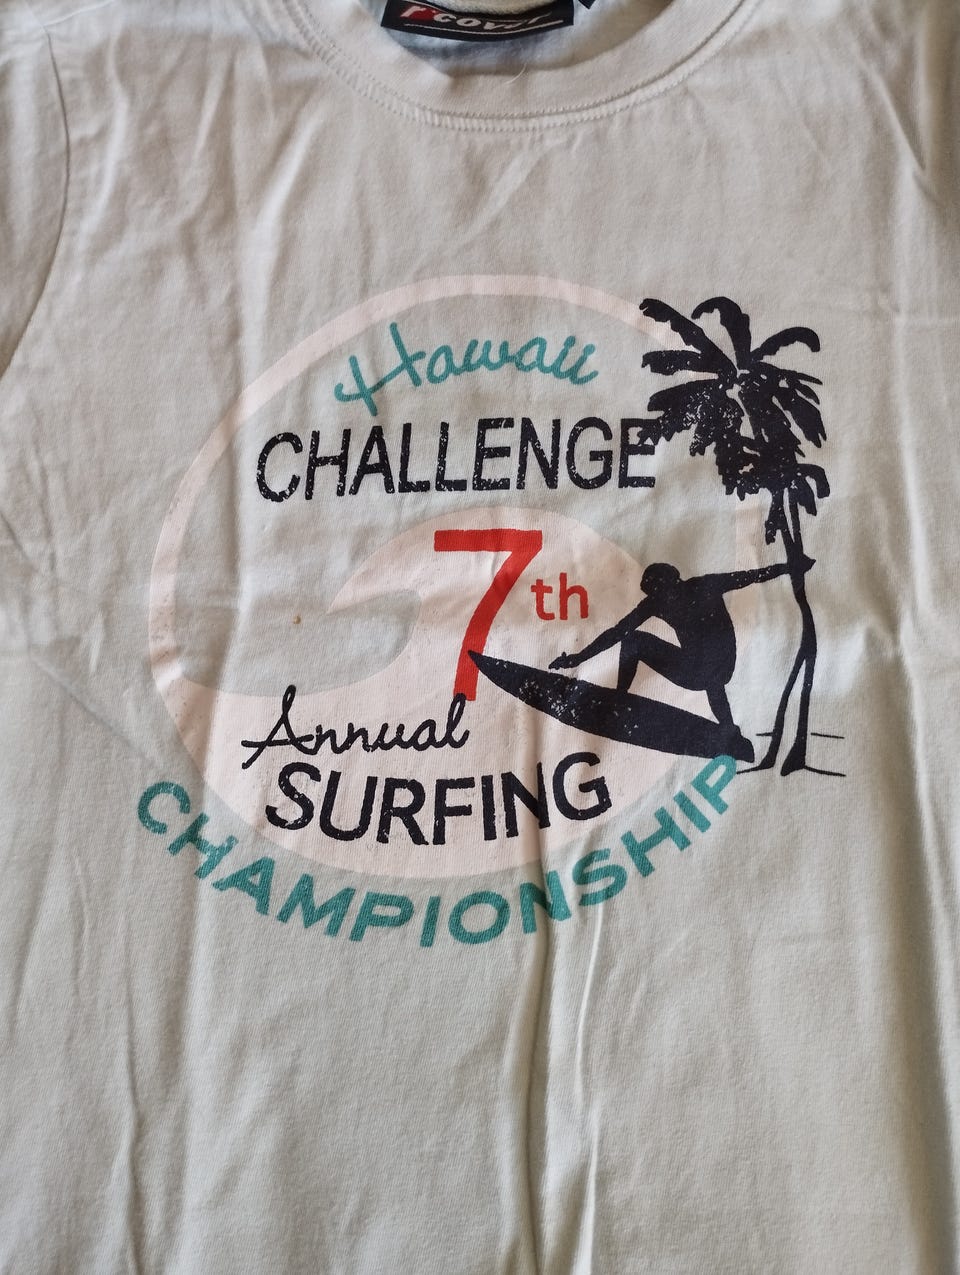 Hawaii
CHALLENGE
7th
Annual
SURFING
CHAMPIONSHIP